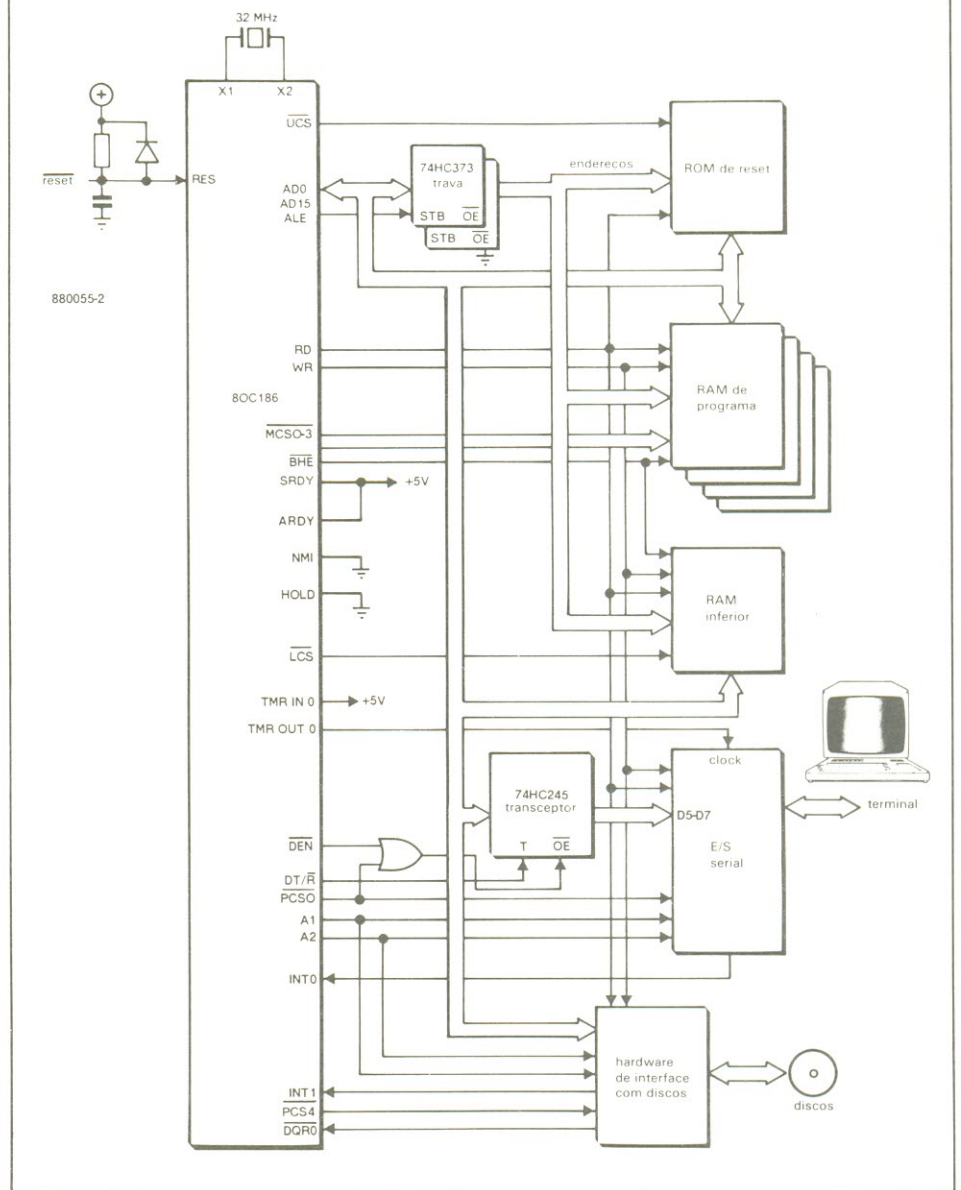 32 MHz
X1
X2
UCS
reset
RES
74HC373
trava
STB OE
STB OE
enderecos
ROM de reset
AD0
AD15
ALE
880055-2
RD
WR
8OC186
RAM de
programa
MCSO-3
BHE
SRDY
+5V
ARDY
NMI
HOLD
RAM
inferior
LCS
TMR IN 0
+5V
TMR OUT 0
clock
74HC245
transceptor
T OE
D5-D7
E/S
serial
terminal
DEN
DT/R
PCSO
A1
A2
INT0
hardware
de interface
com discos
discos
INT1
PCS4
DQR0